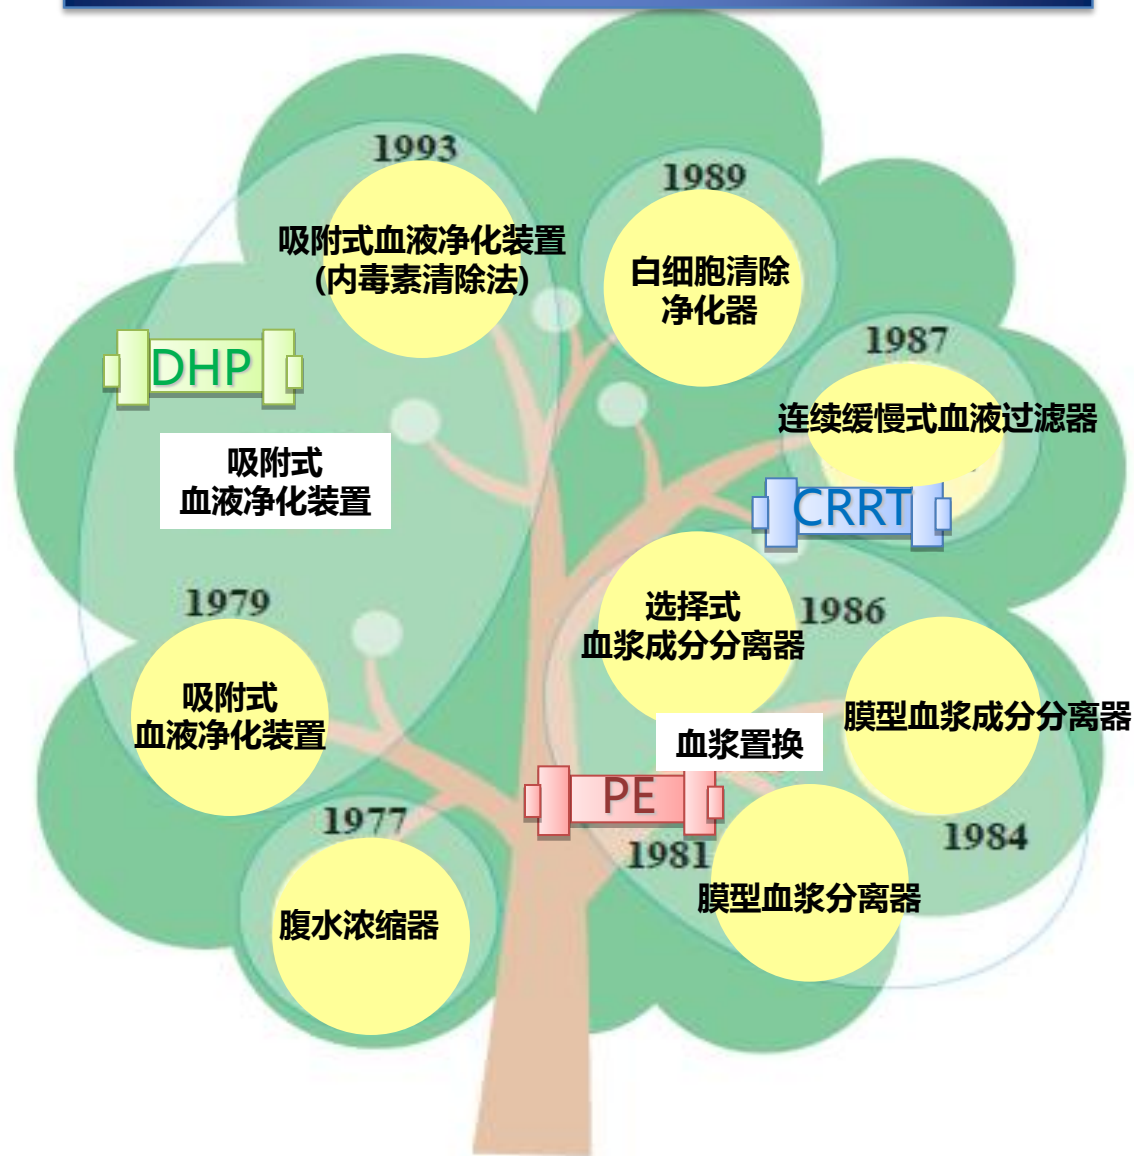 1993
吸附式血液净化装置
(内毒素清除法)
1989
白细胞清除
净化器
1987
连续缓慢式血液过滤器
DHP
吸附式
血液净化装置
CRRT
1979
吸附式
血液净化装置
选择式
血浆成分分离器
1986
膜型血浆成分分离器
血浆置换
PE
1984
1981
膜型血浆分离器
1977
腹水浓缩器